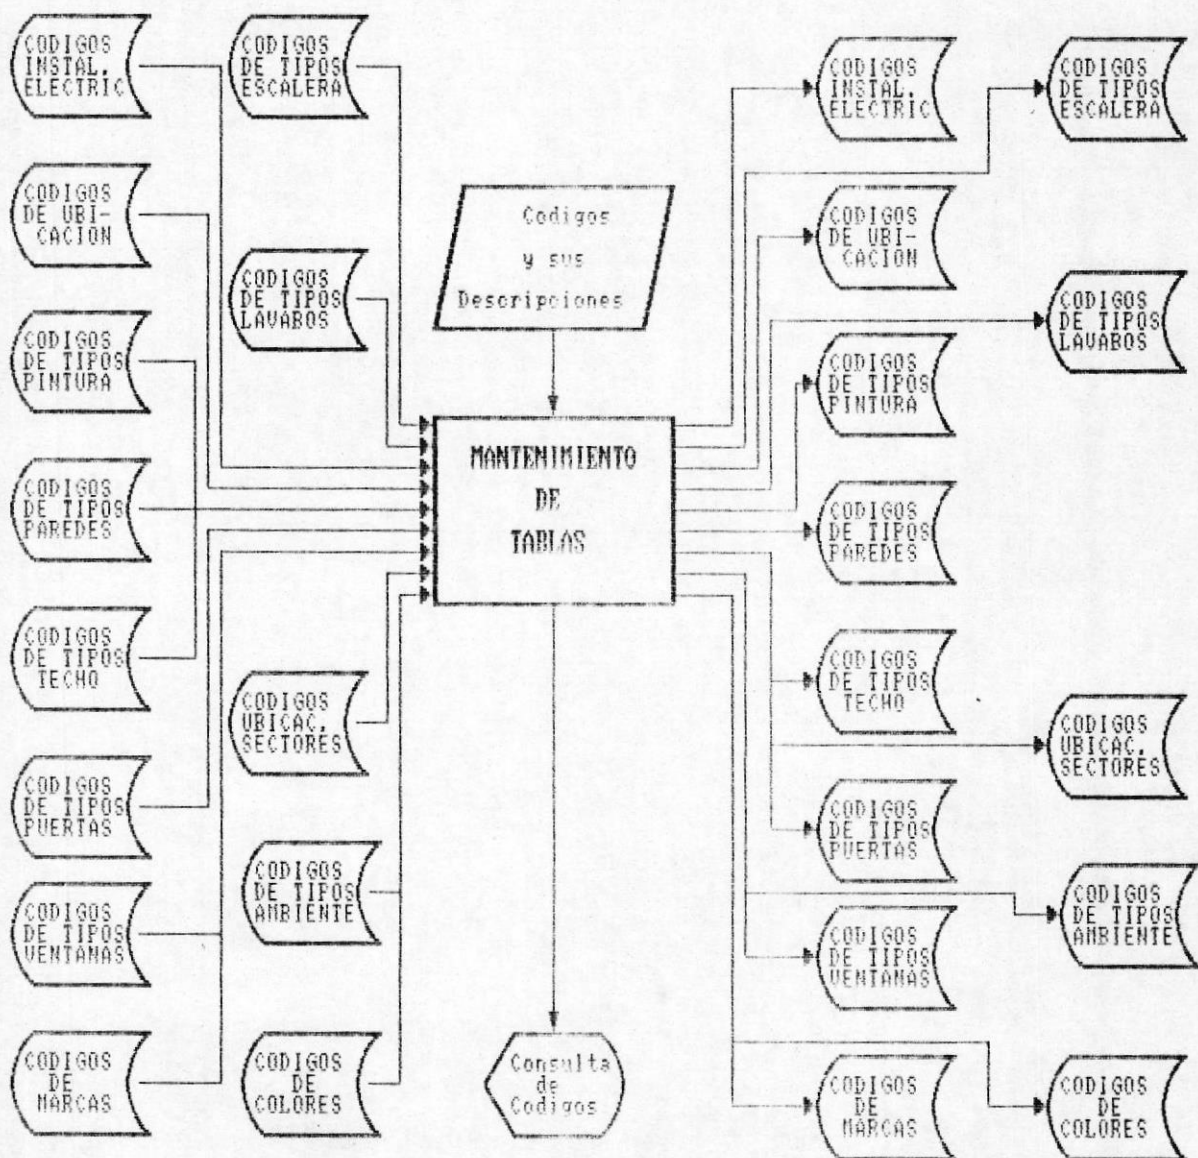 CODIGOS
INSTAL.
ELECTRIC
CODIGOS
DE TIPOS
ESCALERA
CODIGOS
DE UBI-
CACION
CODIGOS
DE TIPOS
LAVABOS
CODIGOS
DE TIPOS
PINTURA
CODIGOS
DE TIPOS
PAREDES
CODIGOS
DE TIPOS
TECHO
CODIGOS
UBICAC.
SECTORES
CODIGOS
DE TIPOS
PUERTAS
CODIGOS
DE TIPOS
AMBIENTE
CODIGOS
DE TIPOS
VENTANAS
CODIGOS
DE
MARCAS
CODIGOS
DE
COLORES
Codigos
y sus
Descripciones
MANTENIMIENTO
DE
TABLAS
Consulta
de
Codigos
CODIGOS
INSTAL.
ELECTRIC
CODIGOS
DE TIPOS
ESCALERA
CODIGOS
DE UBI-
CACION
CODIGOS
DE TIPOS
LAVABOS
CODIGOS
DE TIPOS
PINTURA
CODIGOS
DE TIPOS
PAREDES
CODIGOS
DE TIPOS
TECHO
CODIGOS
UBICAC.
SECTORES
CODIGOS
DE TIPOS
PUERTAS
CODIGOS
DE TIPOS
AMBIENTE
CODIGOS
DE TIPOS
VENTANAS
CODIGOS
DE
MARCAS
CODIGOS
DE
COLORES